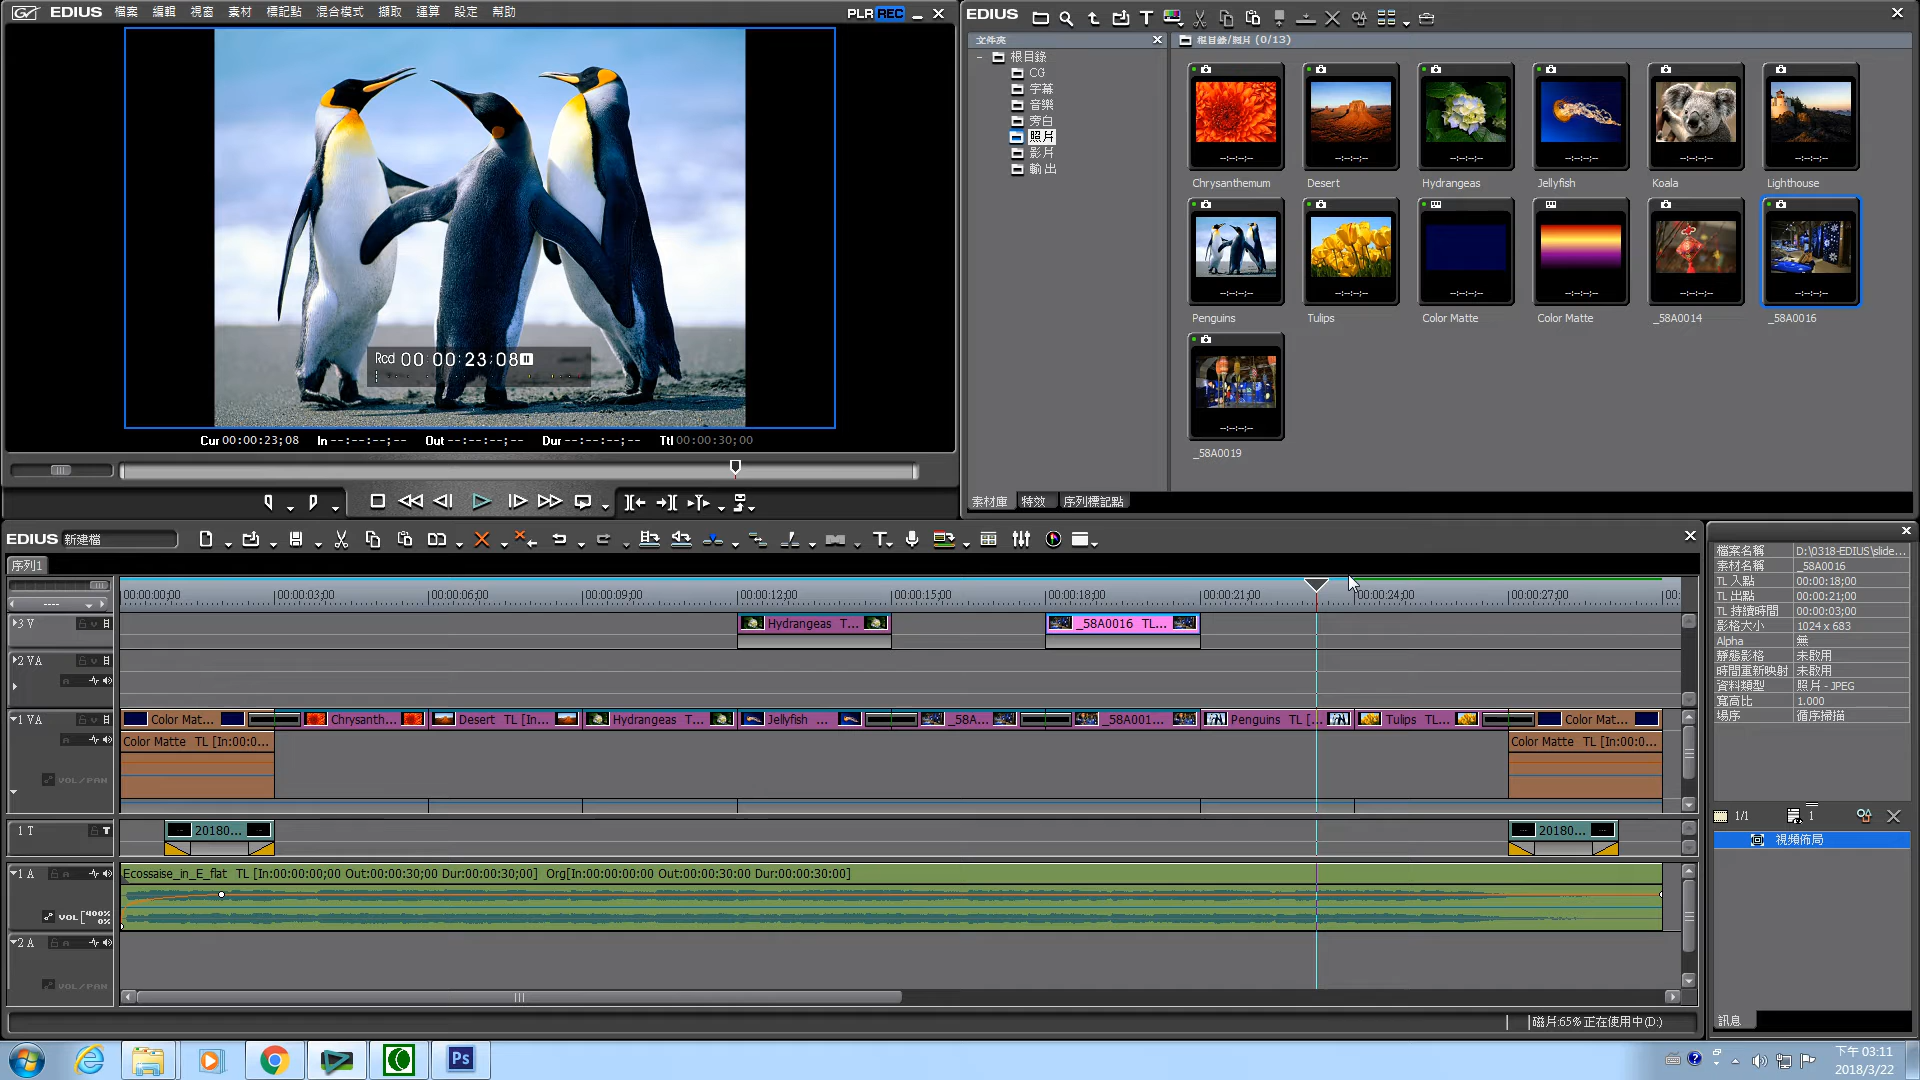 EDIUS 檔案 編輯 視窗 素材 標記點 混合模式 擷取 運算 設定 幫助 PLR REC
Rcd 00:00:23;08
Cur 00:00:23;08 In --:--:--;-- Out --:--:--;-- Dur --:--:--;-- Ttl 00:00:30;00
EDIUS
文件夾
根目錄/照片 (0/13)
根目錄
CG
字幕
音樂
旁白
照片
影片
輸出
Chrysanthemum Desert Hydrangeas Jellyfish Koala Lighthouse
Penguins Tulips Color Matte Color Matte _58A0014 _58A0016
_58A0019
素材庫 特效 序列標記點
EDIUS 新建檔
序列1
00:00:00;00 00:00:03;00 00:00:06;00 00:00:09;00 00:00:12;00 00:00:15;00 00:00:18;00 00:00:21;00 00:00:24;00 00:00:27;00 00:
3 V Hydrangeas T... _58A0016 TL...
2 VA
1 VA Color Mat... Chrysanth... Desert TL [In... Hydrangeas T... Jellyfish ... _58A... _58A001... Penguins TL [... Tulips TL... Color Mat...
Color Matte TL [In:00:0... Color Matte TL [In:00:0...
VOL/PAN
1 T 20180... 20180...
1 A Ecossaise_in_E_flat TL [In:00:00:00;00 Out:00:00:30;00 Dur:00:00:30;00] Org[In:00:00:00:00 Out:00:00:30:00 Dur:00:00:30:00]
VOL 400% 0%
2 A
VOL/PAN
磁片:65% 正在使用中(D:)
檔案名稱 D:\0318-EDIUS\slide...
素材名稱 _58A0016
TL 入點 00:00:18;00
TL 出點 00:00:21;00
TL 持續時間 00:00:03;00
影格大小 1024 x 683
Alpha 無
靜態影格 未啟用
時間重新映射 未啟用
資料類型 照片 - JPEG
寬高比 1.000
場序 循序掃描
1/1 1
視頻佈局
訊息
Ps
下午 03:11
2018/3/22